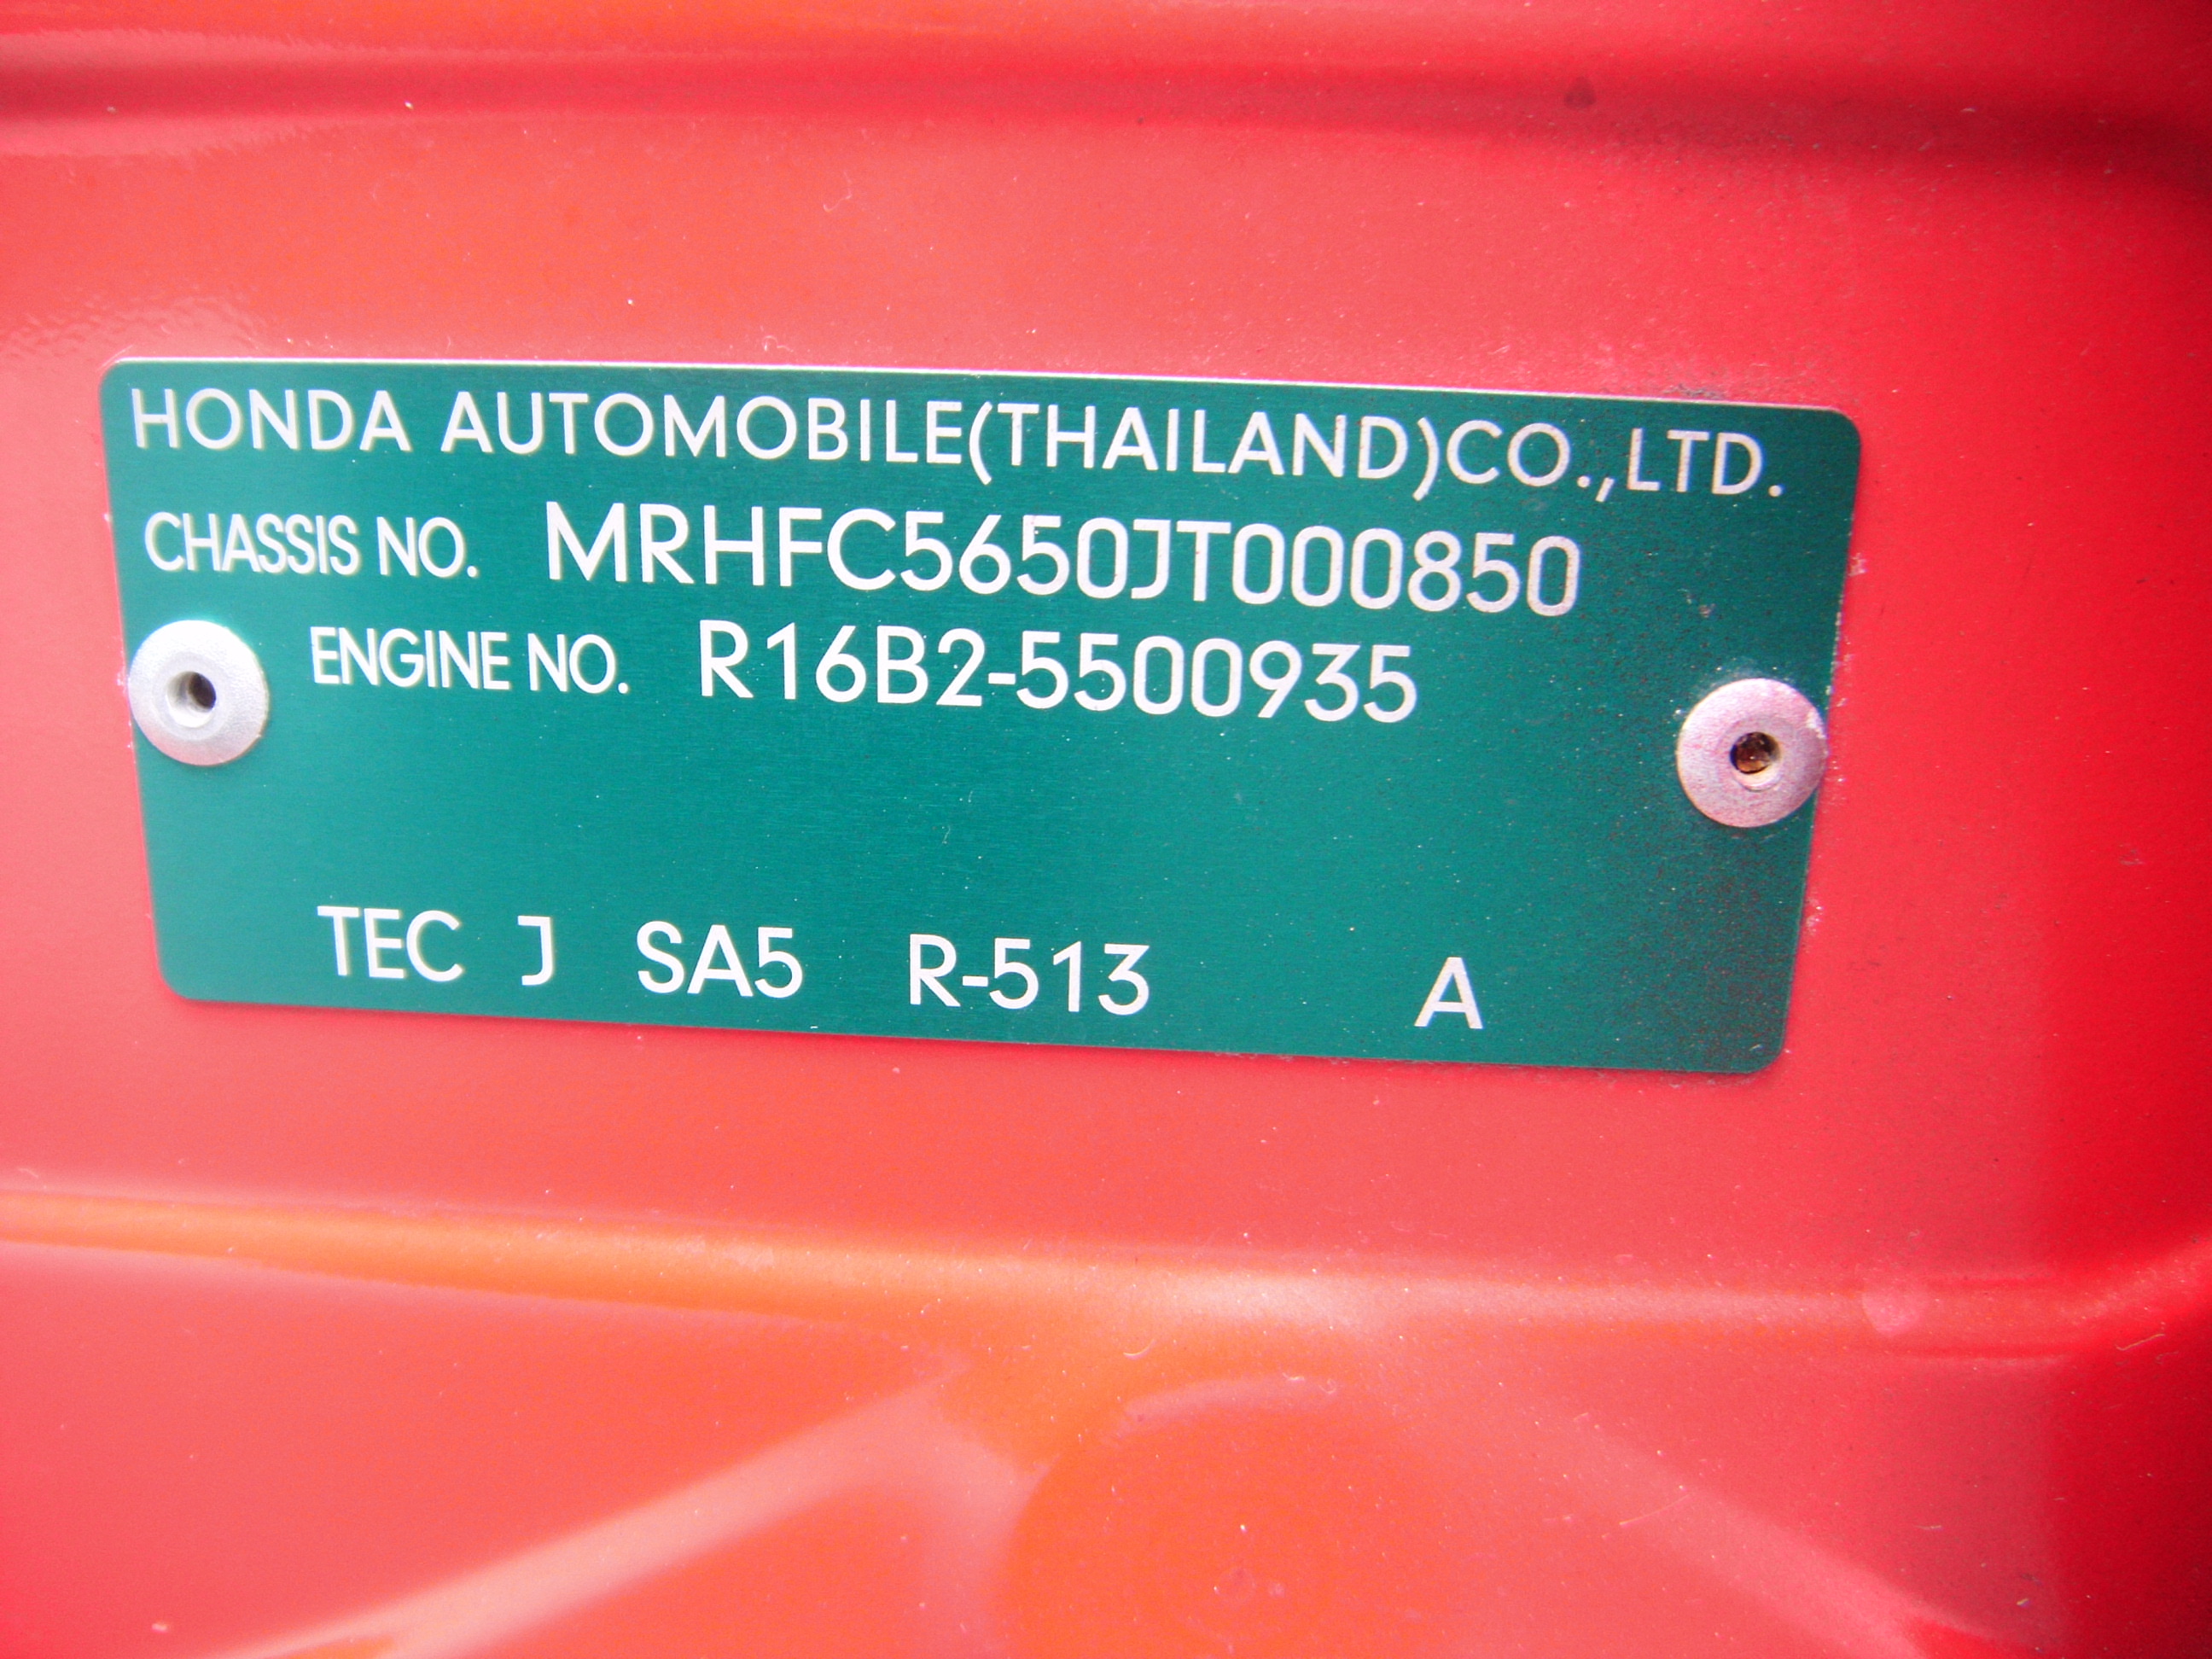 HONDA AUTOMOBILE(THAILAND)CO.,LTD.
CHASSIS NO. MRHFC5650JT000850
ENGINE NO. R16B2-5500935
TEC J SA5 R-513 A